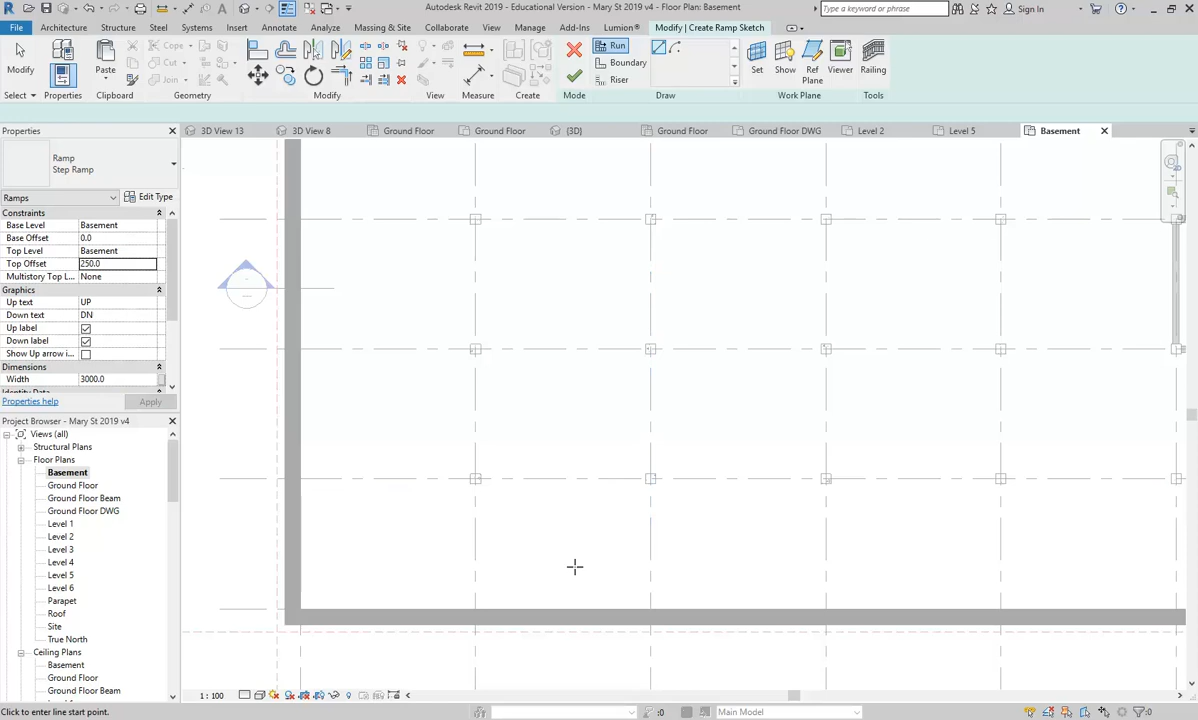 Autodesk Revit 2019 - Educational Version - Mary St 2019 v4 - Floor Plan: Basement
Type a keyword or phrase
Sign In
File Architecture Structure Steel Systems Insert Annotate Analyze Massing & Site Collaborate View Manage Add-Ins Lumion® Modify | Create Ramp Sketch
Modify Paste Cope Cut Join Run Boundary Riser Set Show Ref Plane Viewer Railing
Select Properties Clipboard Geometry Modify View Measure Create Mode Draw Work Plane Tools
Properties
3D View 13 3D View 8 Ground Floor Ground Floor {3D} Ground Floor Ground Floor DWG Level 2 Level 5 Basement
Ramp
Step Ramp
Ramps Edit Type
Constraints
Base Level Basement
Base Offset 0.0
Top Level Basement
Top Offset 250.0
Multistory Top L... None
Graphics
Up text UP
Down text DN
Up label
Down label
Show Up arrow i...
Dimensions
Width 3000.0
Identity Data
Properties help Apply
Project Browser - Mary St 2019 v4
Views (all)
Structural Plans
Floor Plans
Basement
Ground Floor
Ground Floor Beam
Ground Floor DWG
Level 1
Level 2
Level 3
Level 4
Level 5
Level 6
Parapet
Roof
Site
True North
Ceiling Plans
Basement
Ground Floor
Ground Floor Beam
1 : 100
Click to enter line start point.
:0
Main Model
:0